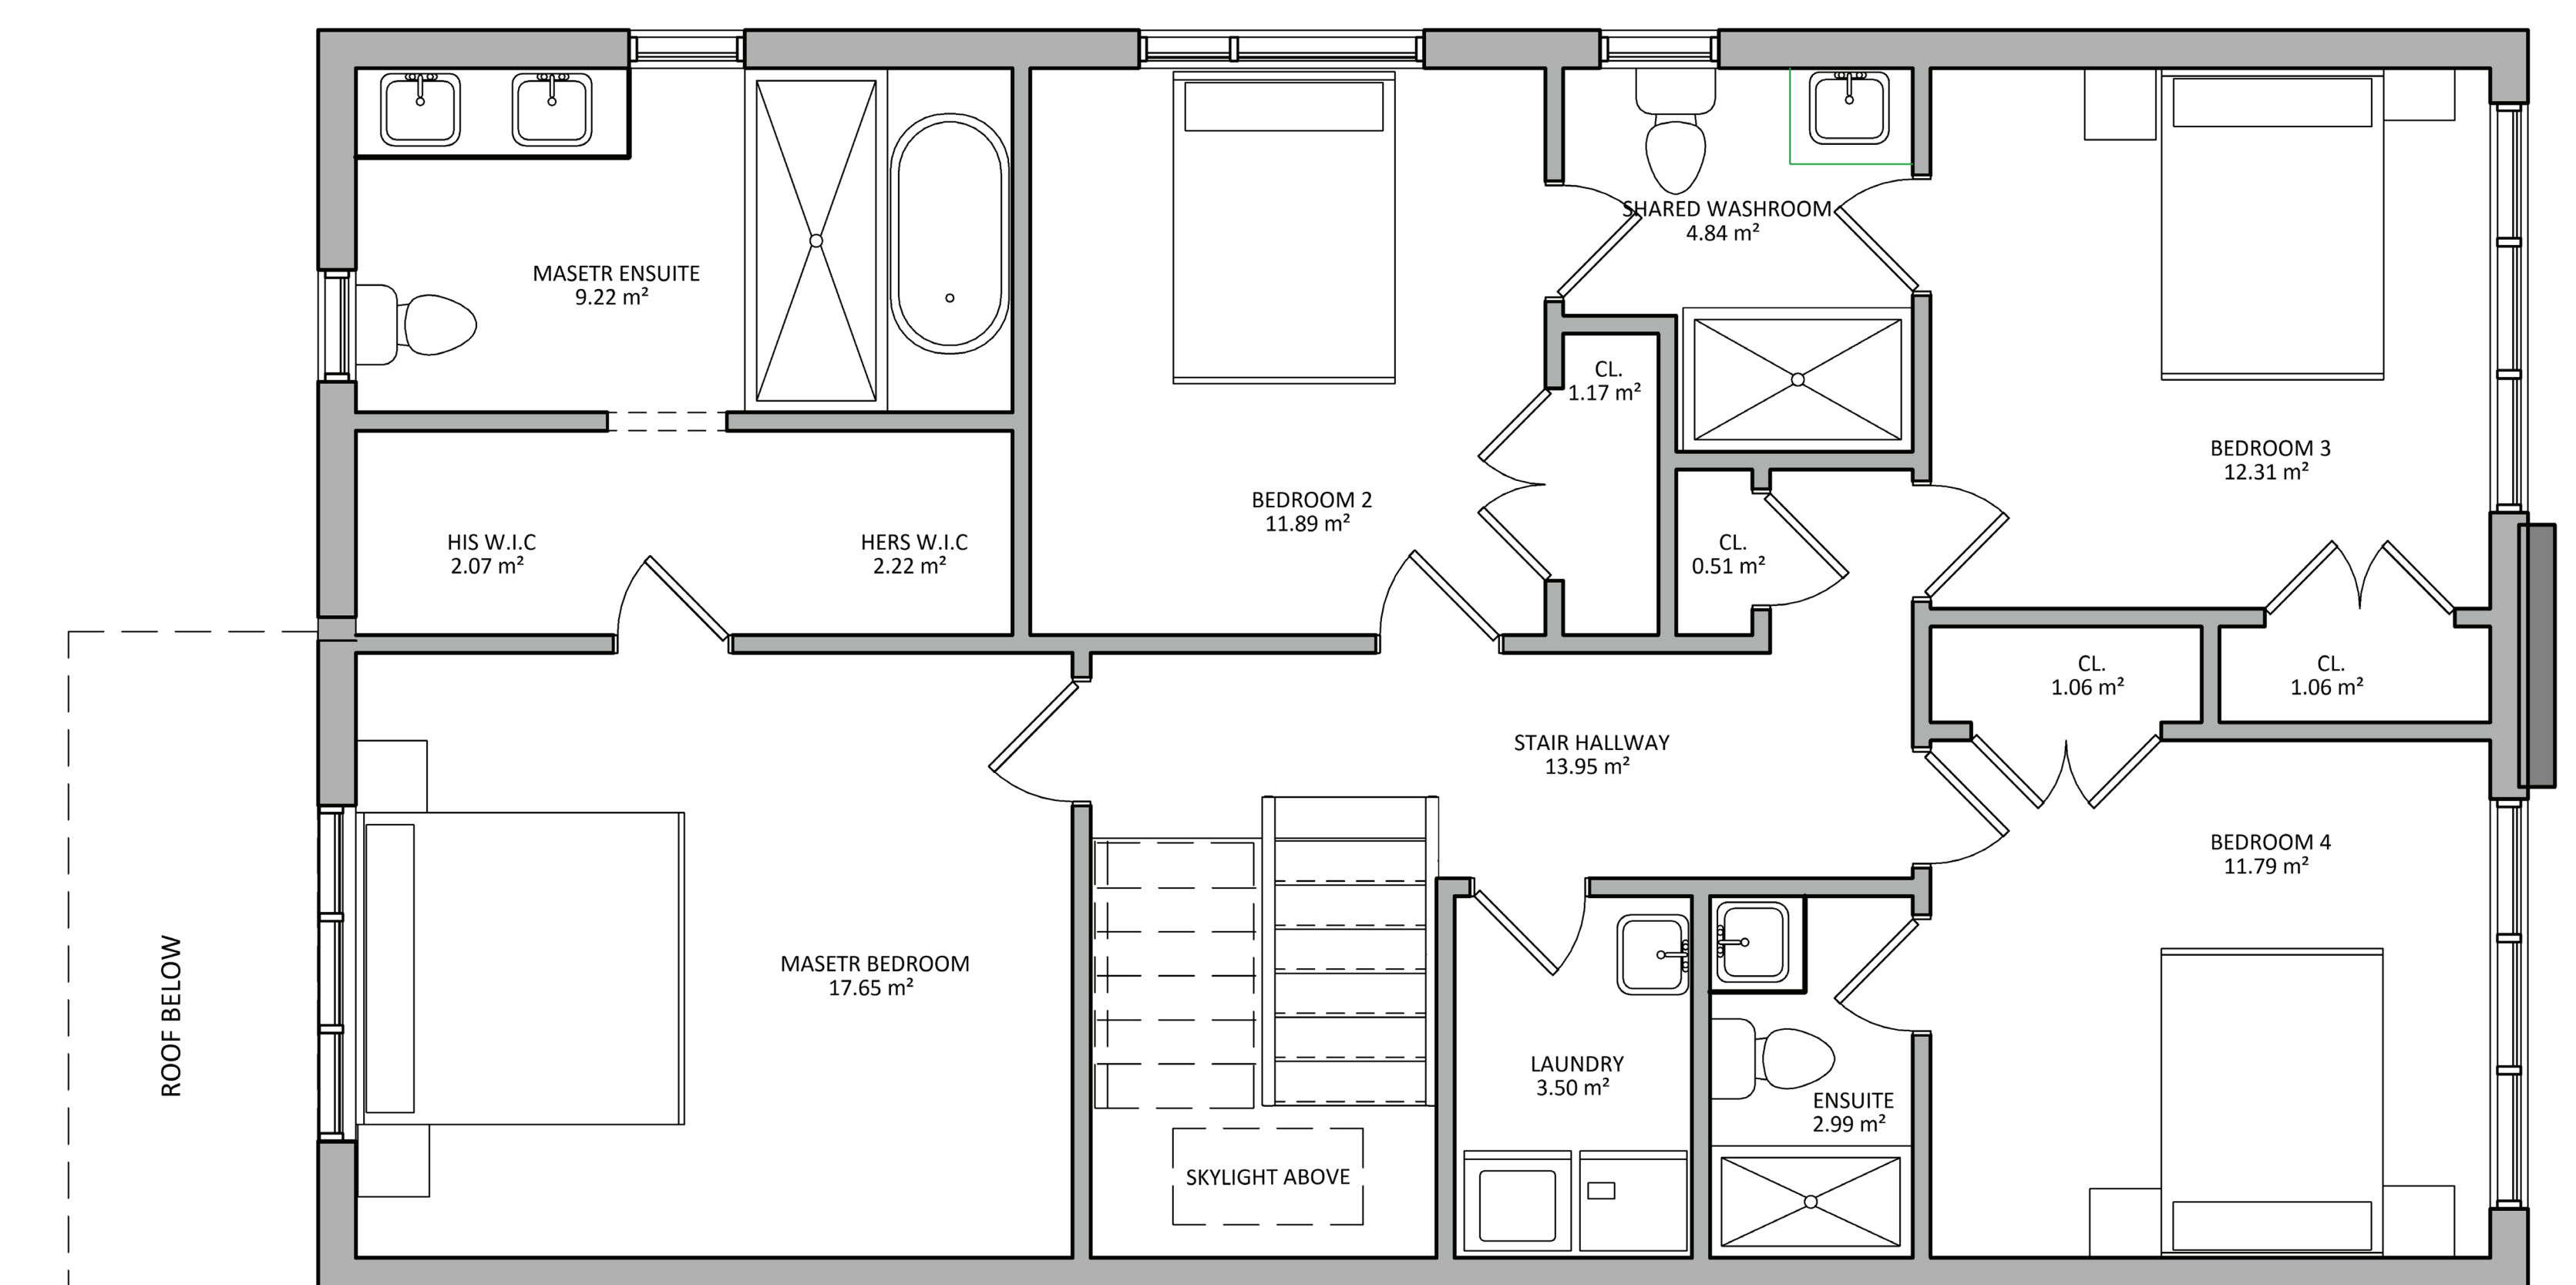 SHARED WASHROOM
4.84 m²
MASETR ENSUITE
9.22 m²
CL.
1.17 m²
BEDROOM 3
12.31 m²
BEDROOM 2
11.89 m²
HIS W.I.C
2.07 m²
HERS W.I.C
2.22 m²
CL.
0.51 m²
CL.
1.06 m²
CL.
1.06 m²
STAIR HALLWAY
13.95 m²
BEDROOM 4
11.79 m²
MASETR BEDROOM
17.65 m²
ROOF BELOW
LAUNDRY
3.50 m²
ENSUITE
2.99 m²
SKYLIGHT ABOVE